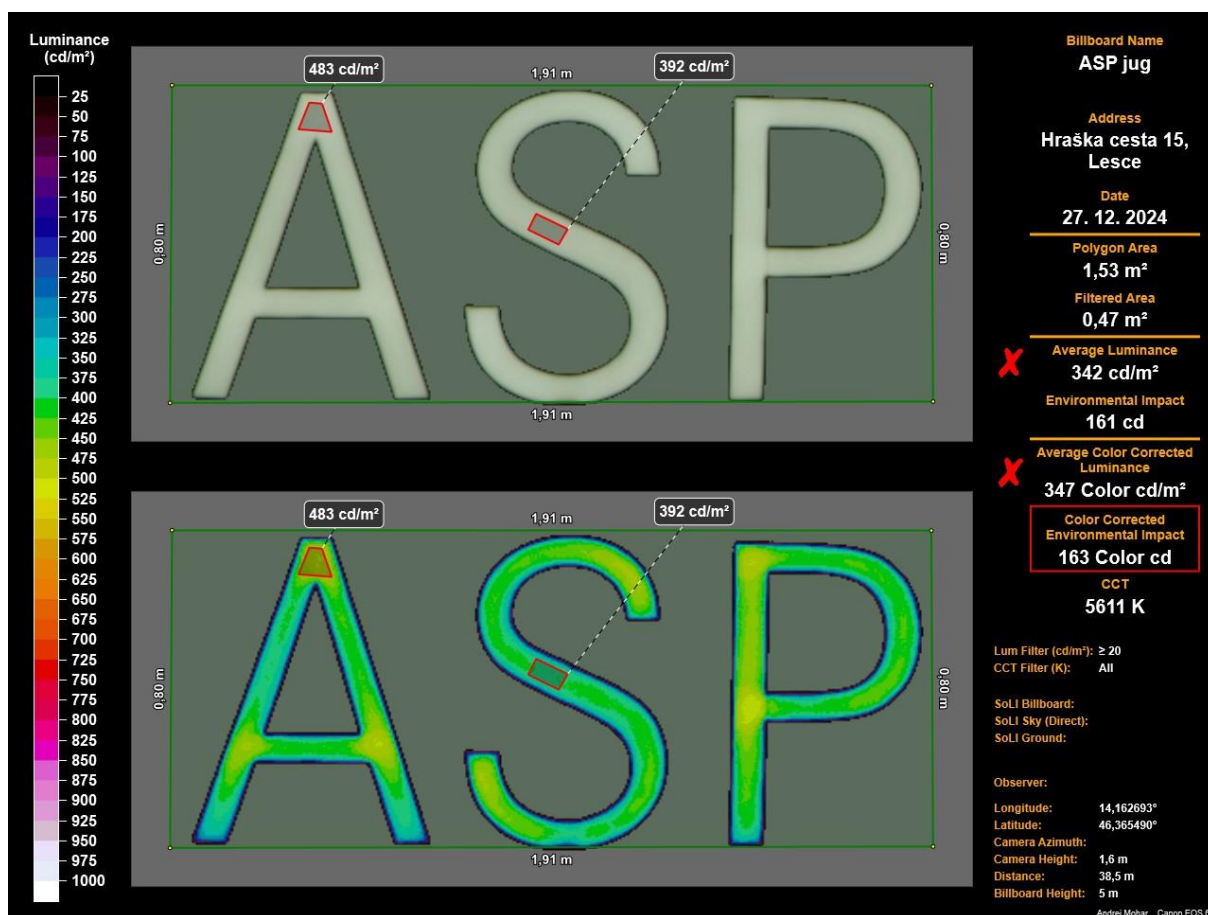 Luminance
(cd/m²)
25
50
75
100
125
150
175
200
225
250
275
300
325
350
375
400
425
450
475
500
525
550
575
600
625
650
675
700
725
750
775
800
825
850
875
900
925
950
975
1000
483 cd/m²
1,91 m
392 cd/m²
0,80 m
ASP
0,80 m
1,91 m
483 cd/m²
1,91 m
392 cd/m²
0,80 m
ASP
0,80 m
1,91 m
Billboard Name
ASP jug
Address
Hraška cesta 15,
Lesce
Date
27. 12. 2024
Polygon Area
1,53 m²
Filtered Area
0,47 m²
✗
Average Luminance
342 cd/m²
Environmental Impact
161 cd
✗
Average Color Corrected
Luminance
347 Color cd/m²
Color Corrected
Environmental Impact
163 Color cd
CCT
5611 K
Lum Filter (cd/m²): ≥ 20
CCT Filter (K): All
SoLI Billboard:
SoLI Sky (Direct):
SoLI Ground:
Observer:
Longitude: 14,162693°
Latitude: 46,365490°
Camera Azimuth:
Camera Height: 1,6 m
Distance: 38,5 m
Billboard Height: 5 m
Andrej Mohar Canon EOS